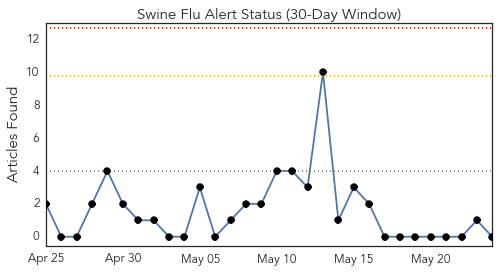 Swine Flu Alert Status (30-Day Window)
Articles Found
12
10
8
6
4
2
0
Apr 25
Apr 30
May 05
May 10
May 15
May 20